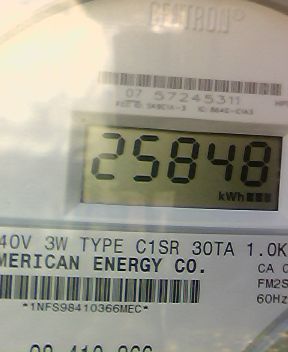 CENTRON®
07 57245311
25848
kWh
40V 3W TYPE C1SR 30TA 1.0K
MERICAN ENERGY CO.
CA 0
FM2S
60Hz
*1NFS98410366MEC*